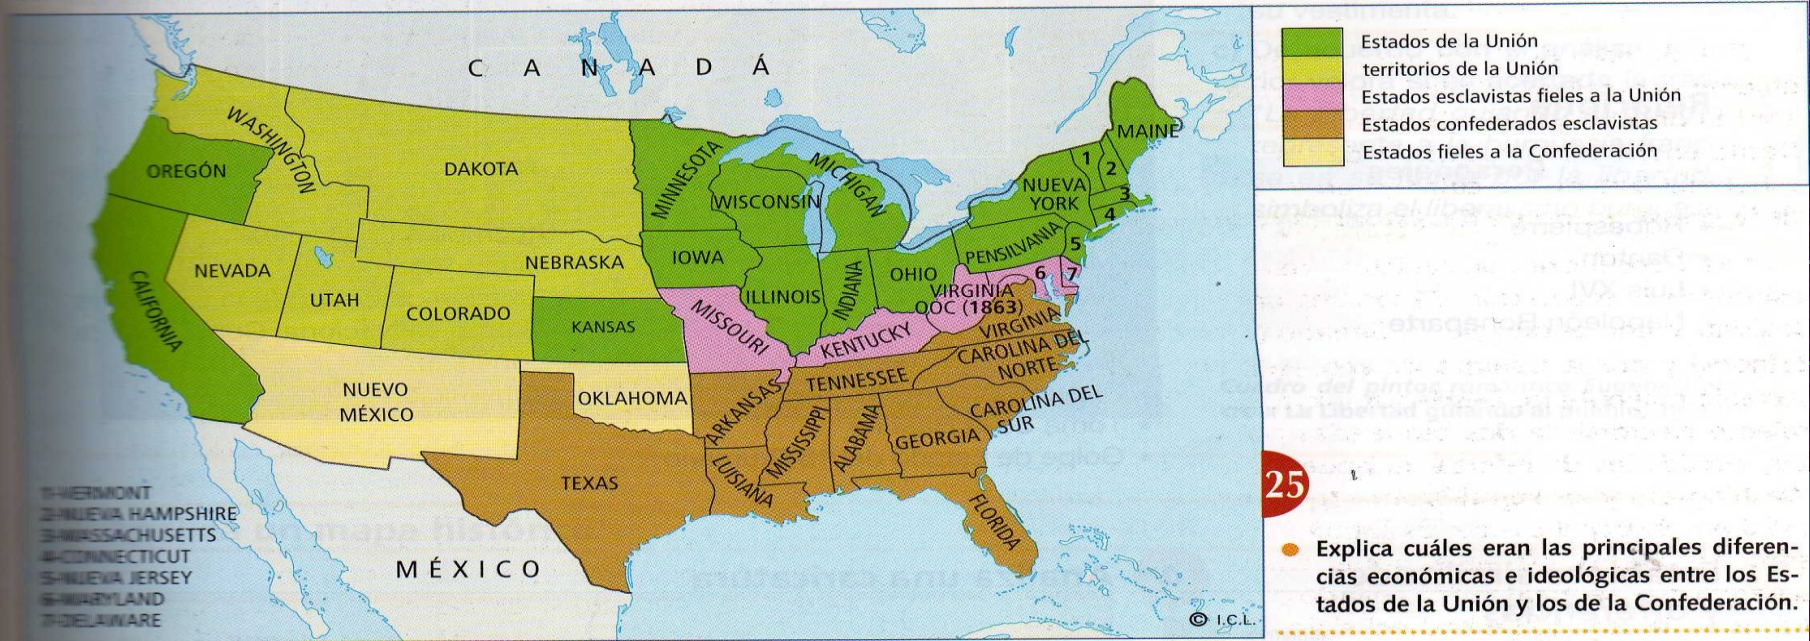 CANADÁ
WASHINGTON
OREGÓN
CALIFORNIA
NEVADA
UTAH
COLORADO
DAKOTA
NEBRASKA
KANSAS
MINNESOTA
IOWA
WISCONSIN
MICHIGAN
ILLINOIS
INDIANA
OHIO
PENSILVANIA
NUEVA
YORK
MAINE
1
2
3
4
5
6
7
MISSOURI
KENTUCKY
VIRGINIA
OOC (1863)
VIRGINIA
CAROLINA DEL
NORTE
CAROLINA DEL
SUR
TENNESSEE
ARKANSAS
MISSISSIPPI
ALABAMA
GEORGIA
LUISIANA
FLORIDA
TEXAS
OKLAHOMA
NUEVO
MÉXICO
MÉXICO
1-VERMONT
2-NUEVA HAMPSHIRE
3-MASSACHUSETTS
4-CONNECTICUT
5-NUEVA JERSEY
6-MARYLAND
7-DELAWARE
© I.C.L.
Estados de la Unión
territorios de la Unión
Estados esclavistas fieles a la Unión
Estados confederados esclavistas
Estados fieles a la Confederación
25
Explica cuáles eran las principales diferen-
cias económicas e ideológicas entre los Es-
tados de la Unión y los de la Confederación.